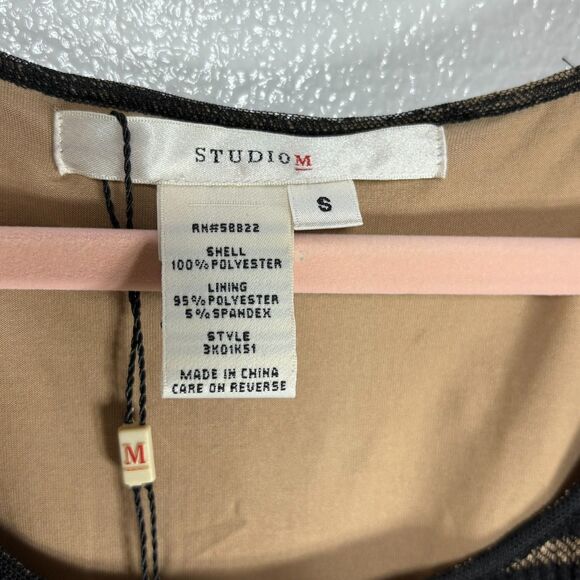 STUDIO M
S
RN#58822
SHELL
100% POLYESTER
LINING
95% POLYESTER
5% SPANDEX
STYLE
3K01K51
MADE IN CHINA
CARE ON REVERSE
M